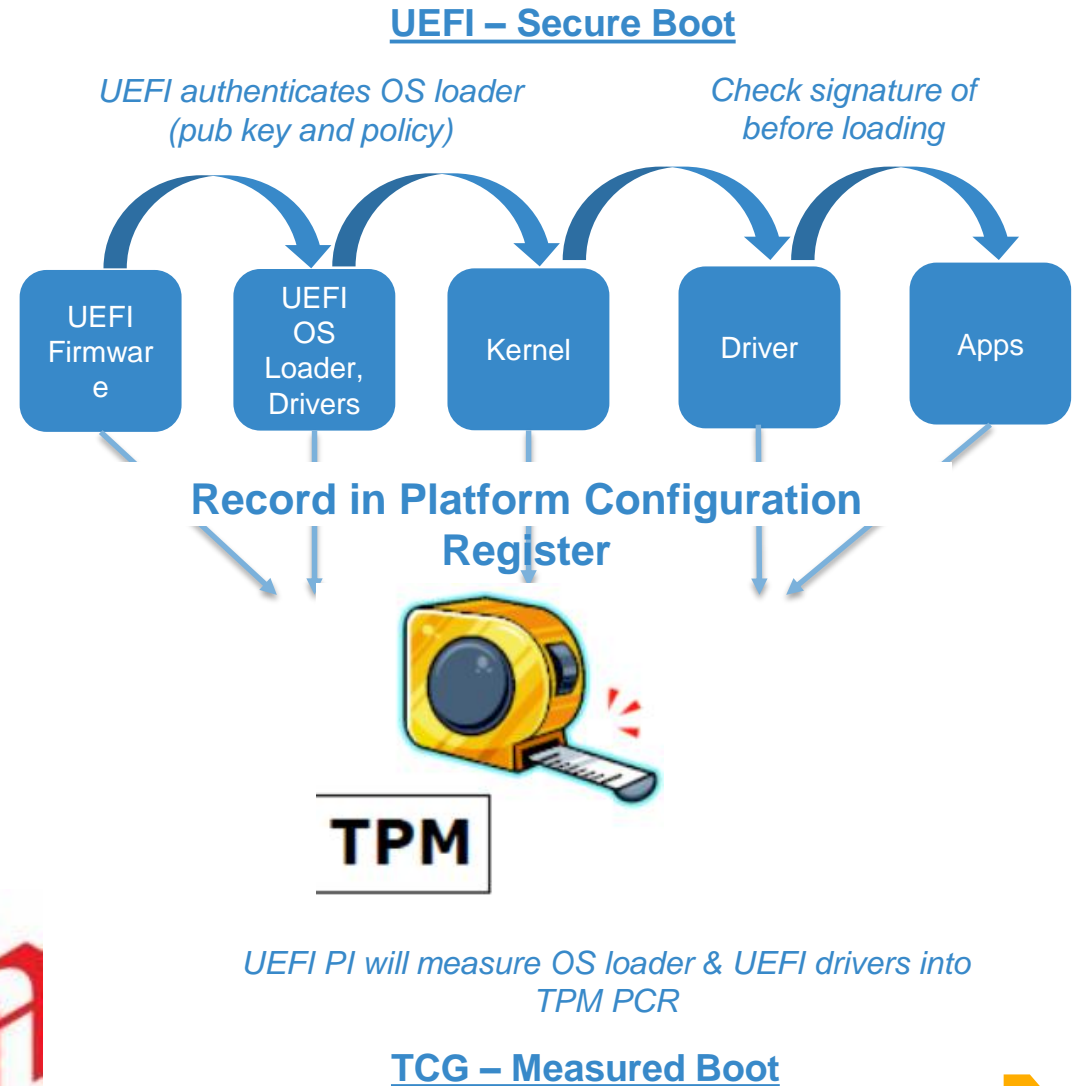 UEFI – Secure Boot
UEFI authenticates OS loader
(pub key and policy)
Check signature of
before loading
UEFI
Firmwar
e
UEFI
OS
Loader,
Drivers
Kernel
Driver
Apps
Record in Platform Configuration
Register
TPM
UEFI PI will measure OS loader & UEFI drivers into
TPM PCR
TCG – Measured Boot